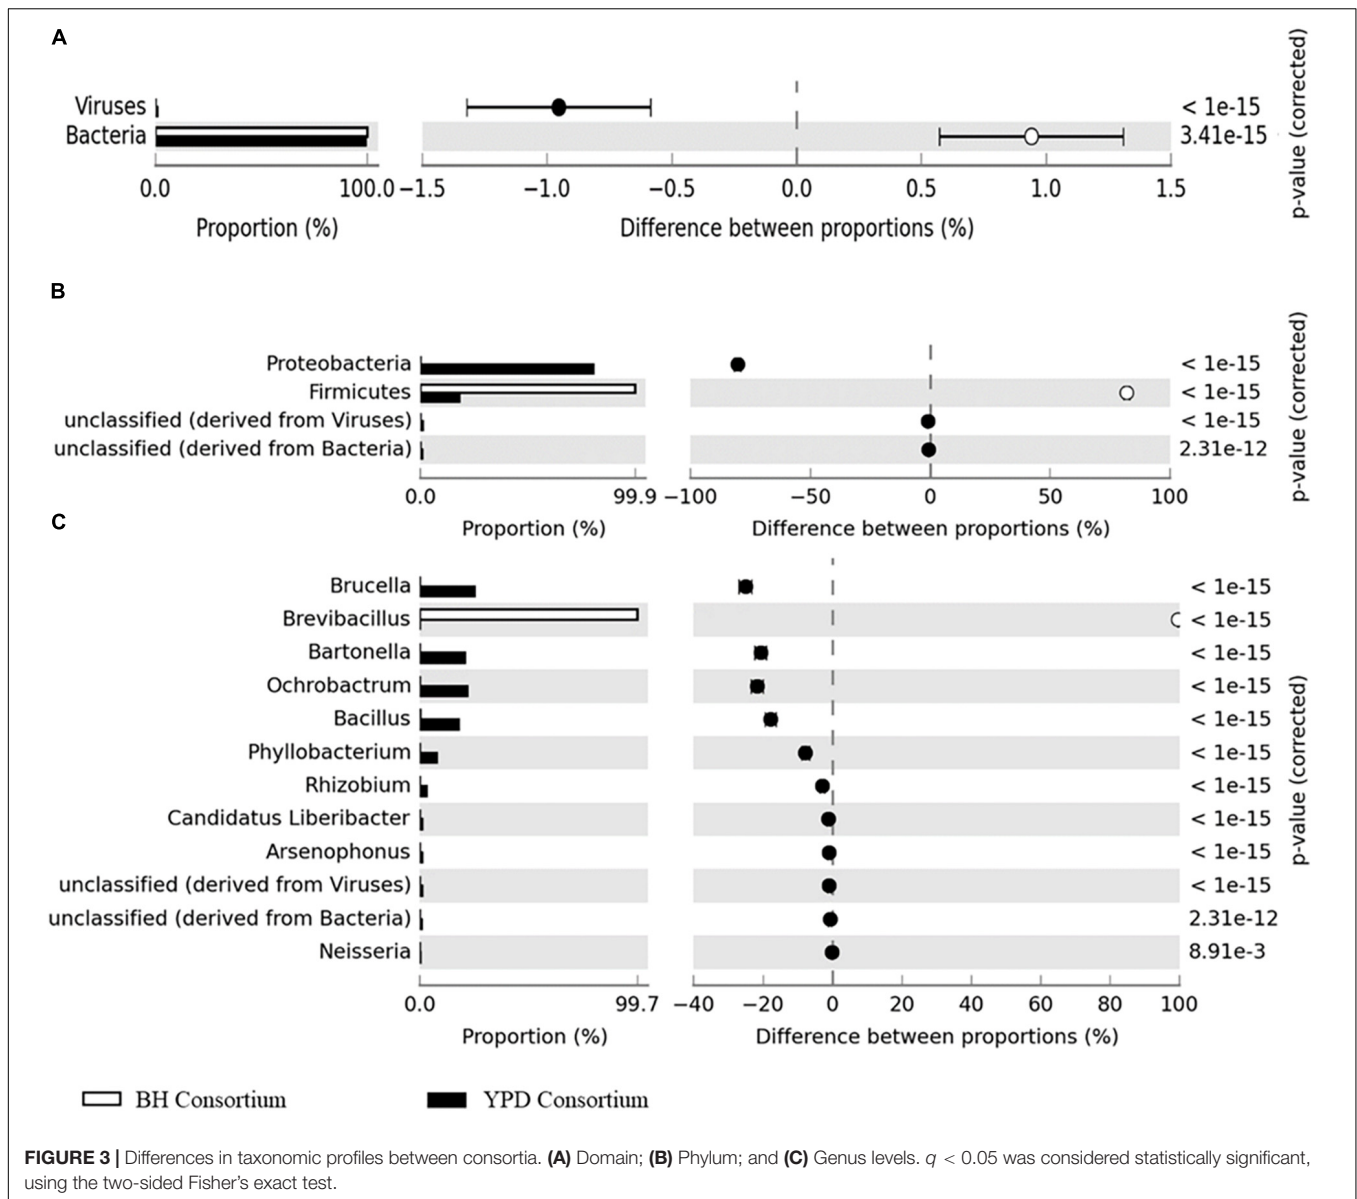 A
Viruses < 1e-15
Bacteria 3.41e-15
p-value (corrected)
0.0 100.0 −1.5 −1.0 −0.5 0.0 0.5 1.0 1.5
Proportion (%) Difference between proportions (%)
B
Proteobacteria < 1e-15
Firmicutes < 1e-15
unclassified (derived from Viruses) < 1e-15
unclassified (derived from Bacteria) 2.31e-12
p-value (corrected)
0.0 99.9 −100 −50 0 50 100
Proportion (%) Difference between proportions (%)
C
Brucella < 1e-15
Brevibacillus < 1e-15
Bartonella < 1e-15
Ochrobactrum < 1e-15
Bacillus < 1e-15
Phyllobacterium < 1e-15
Rhizobium < 1e-15
Candidatus Liberibacter < 1e-15
Arsenophonus < 1e-15
unclassified (derived from Viruses) < 1e-15
unclassified (derived from Bacteria) 2.31e-12
Neisseria 8.91e-3
p-value (corrected)
0.0 99.7 −40 −20 0 20 40 60 80 100
Proportion (%) Difference between proportions (%)
BH Consortium YPD Consortium
FIGURE 3 | Differences in taxonomic profiles between consortia. (A) Domain; (B) Phylum; and (C) Genus levels. q < 0.05 was considered statistically significant,
using the two-sided Fisher's exact test.